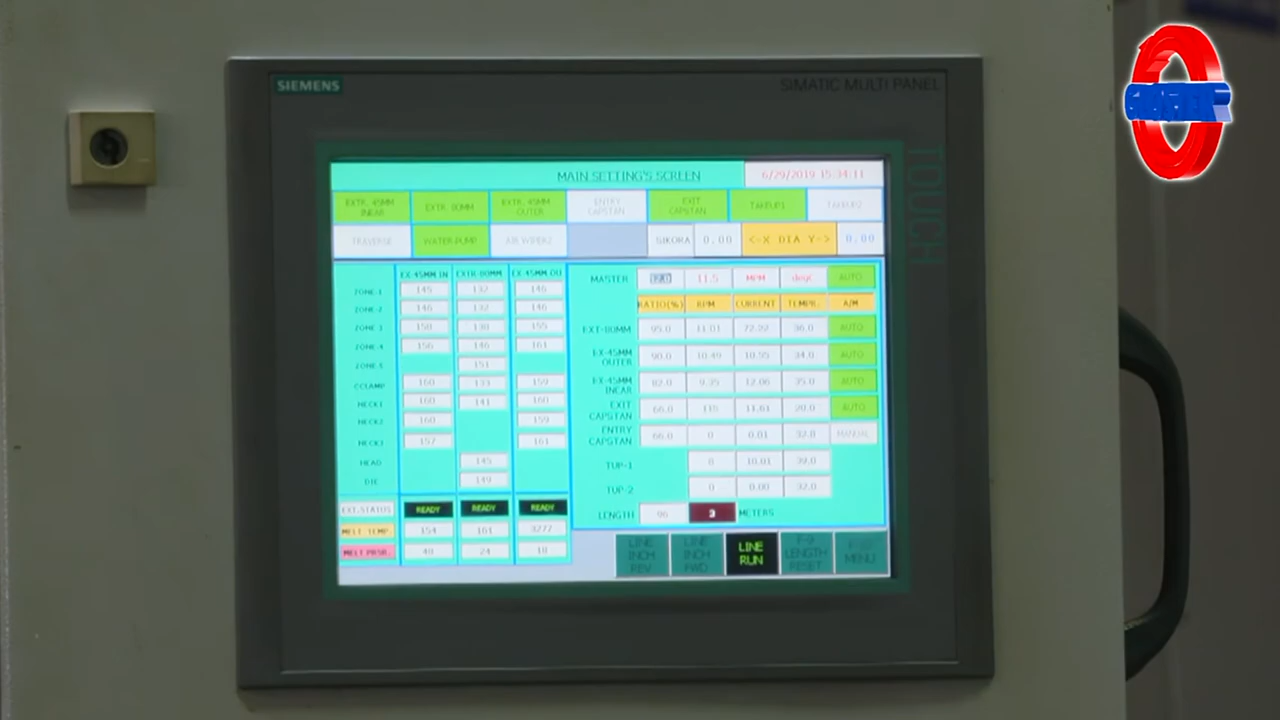 SIEMENS
SIMATIC MULTI PANEL
TOUCH
MAIN SETTING'S SCREEN
6/29/2019 15:34:11
EXTR. 45MM INEAR
EXTR. 80MM
EXTR. 45MM OUTER
ENTRY CAPSTAN
EXIT CAPSTAN
TAKEUP1
TAKEUP2
TRAVERSE
WATER PUMP
AIR WIPER2
SIKORA 0.00
<-X DIA Y->
0.00
EX-45MM.IN EXTR-80MM EX-45MM.OU
ZONE-1 145 132 146
ZONE-2 146 132 146
ZONE-3 150 138 155
ZONE-4 156 146 161
ZONE-5 151
CCLAMP 160 133 159
NECK1 160 141 160
NECK2 160 159
NECK3 157 161
HEAD 145
DIE 149
EXT.STATUS READY READY READY
MELT TEMP. 154 161 3277
MELT PRSR. 40 24 18
MASTER 11.5 MPM degC AUTO
RATIO(%) RPM CURRENT TEMPR. A/M
EXT-80MM 95.0 11.01 72.22 36.0 AUTO
EX-45MM OUTER 90.0 10.49 10.55 34.0 AUTO
EX-45MM INEAR 82.0 9.35 12.06 35.0 AUTO
EXIT CAPSTAN 66.0 115 11.61 20.0 AUTO
ENTRY CAPSTAN 66.0 0 0.01 32.0 MANUAL
TUP-1 0 10.01 39.0
TUP-2 0 0.00 32.0
LENGTH 96 3 METERS
LINE INCH REV
LINE INCH FWD
LINE RUN
F-9 LENGTH RESET
MENU